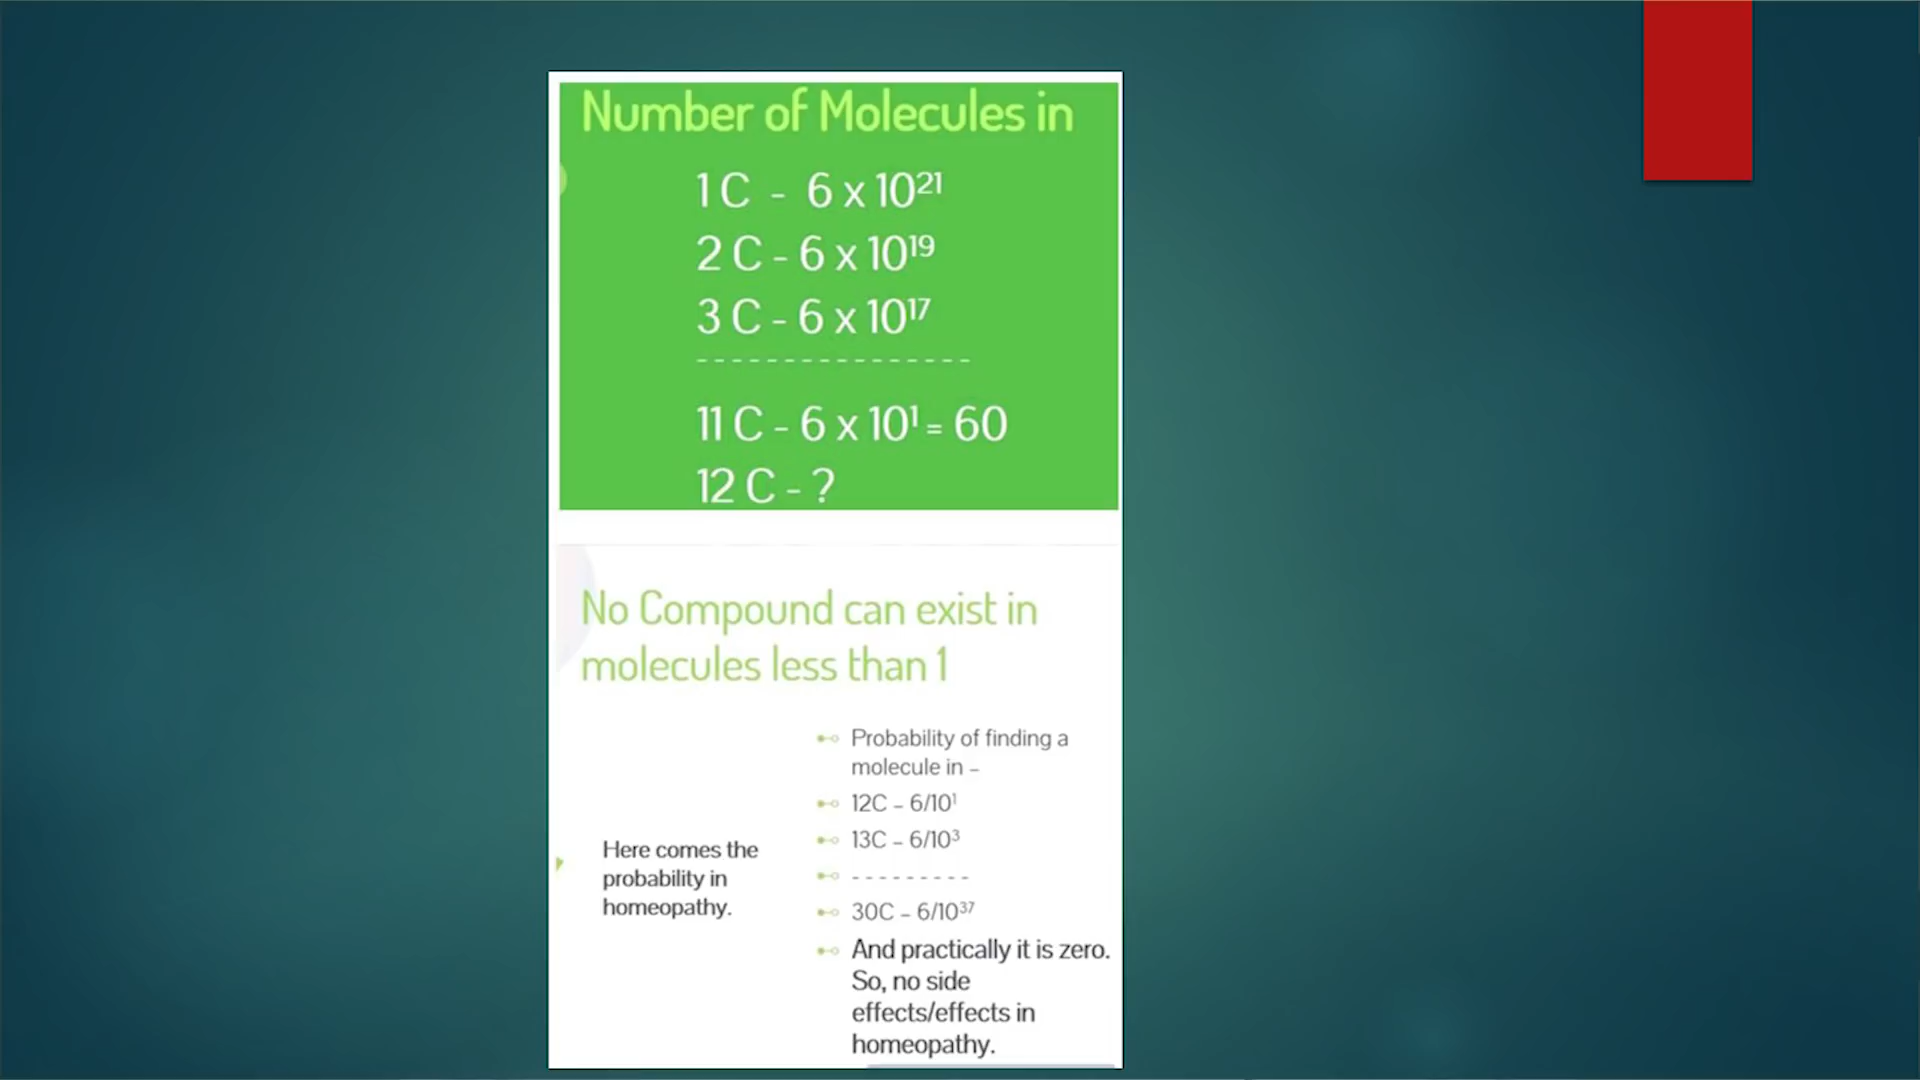 Number of Molecules in
1 C - 6 x 10²¹
2 C - 6 x 10¹⁹
3 C - 6 x 10¹⁷
----------------
11 C - 6 x 10¹ = 60
12 C - ?
No Compound can exist in
molecules less than 1
Here comes the
probability in
homeopathy.
Probability of finding a
molecule in –
12C – 6/10¹
13C – 6/10³
---------
30C – 6/10³⁷
And practically it is zero.
So, no side
effects/effects in
homeopathy.